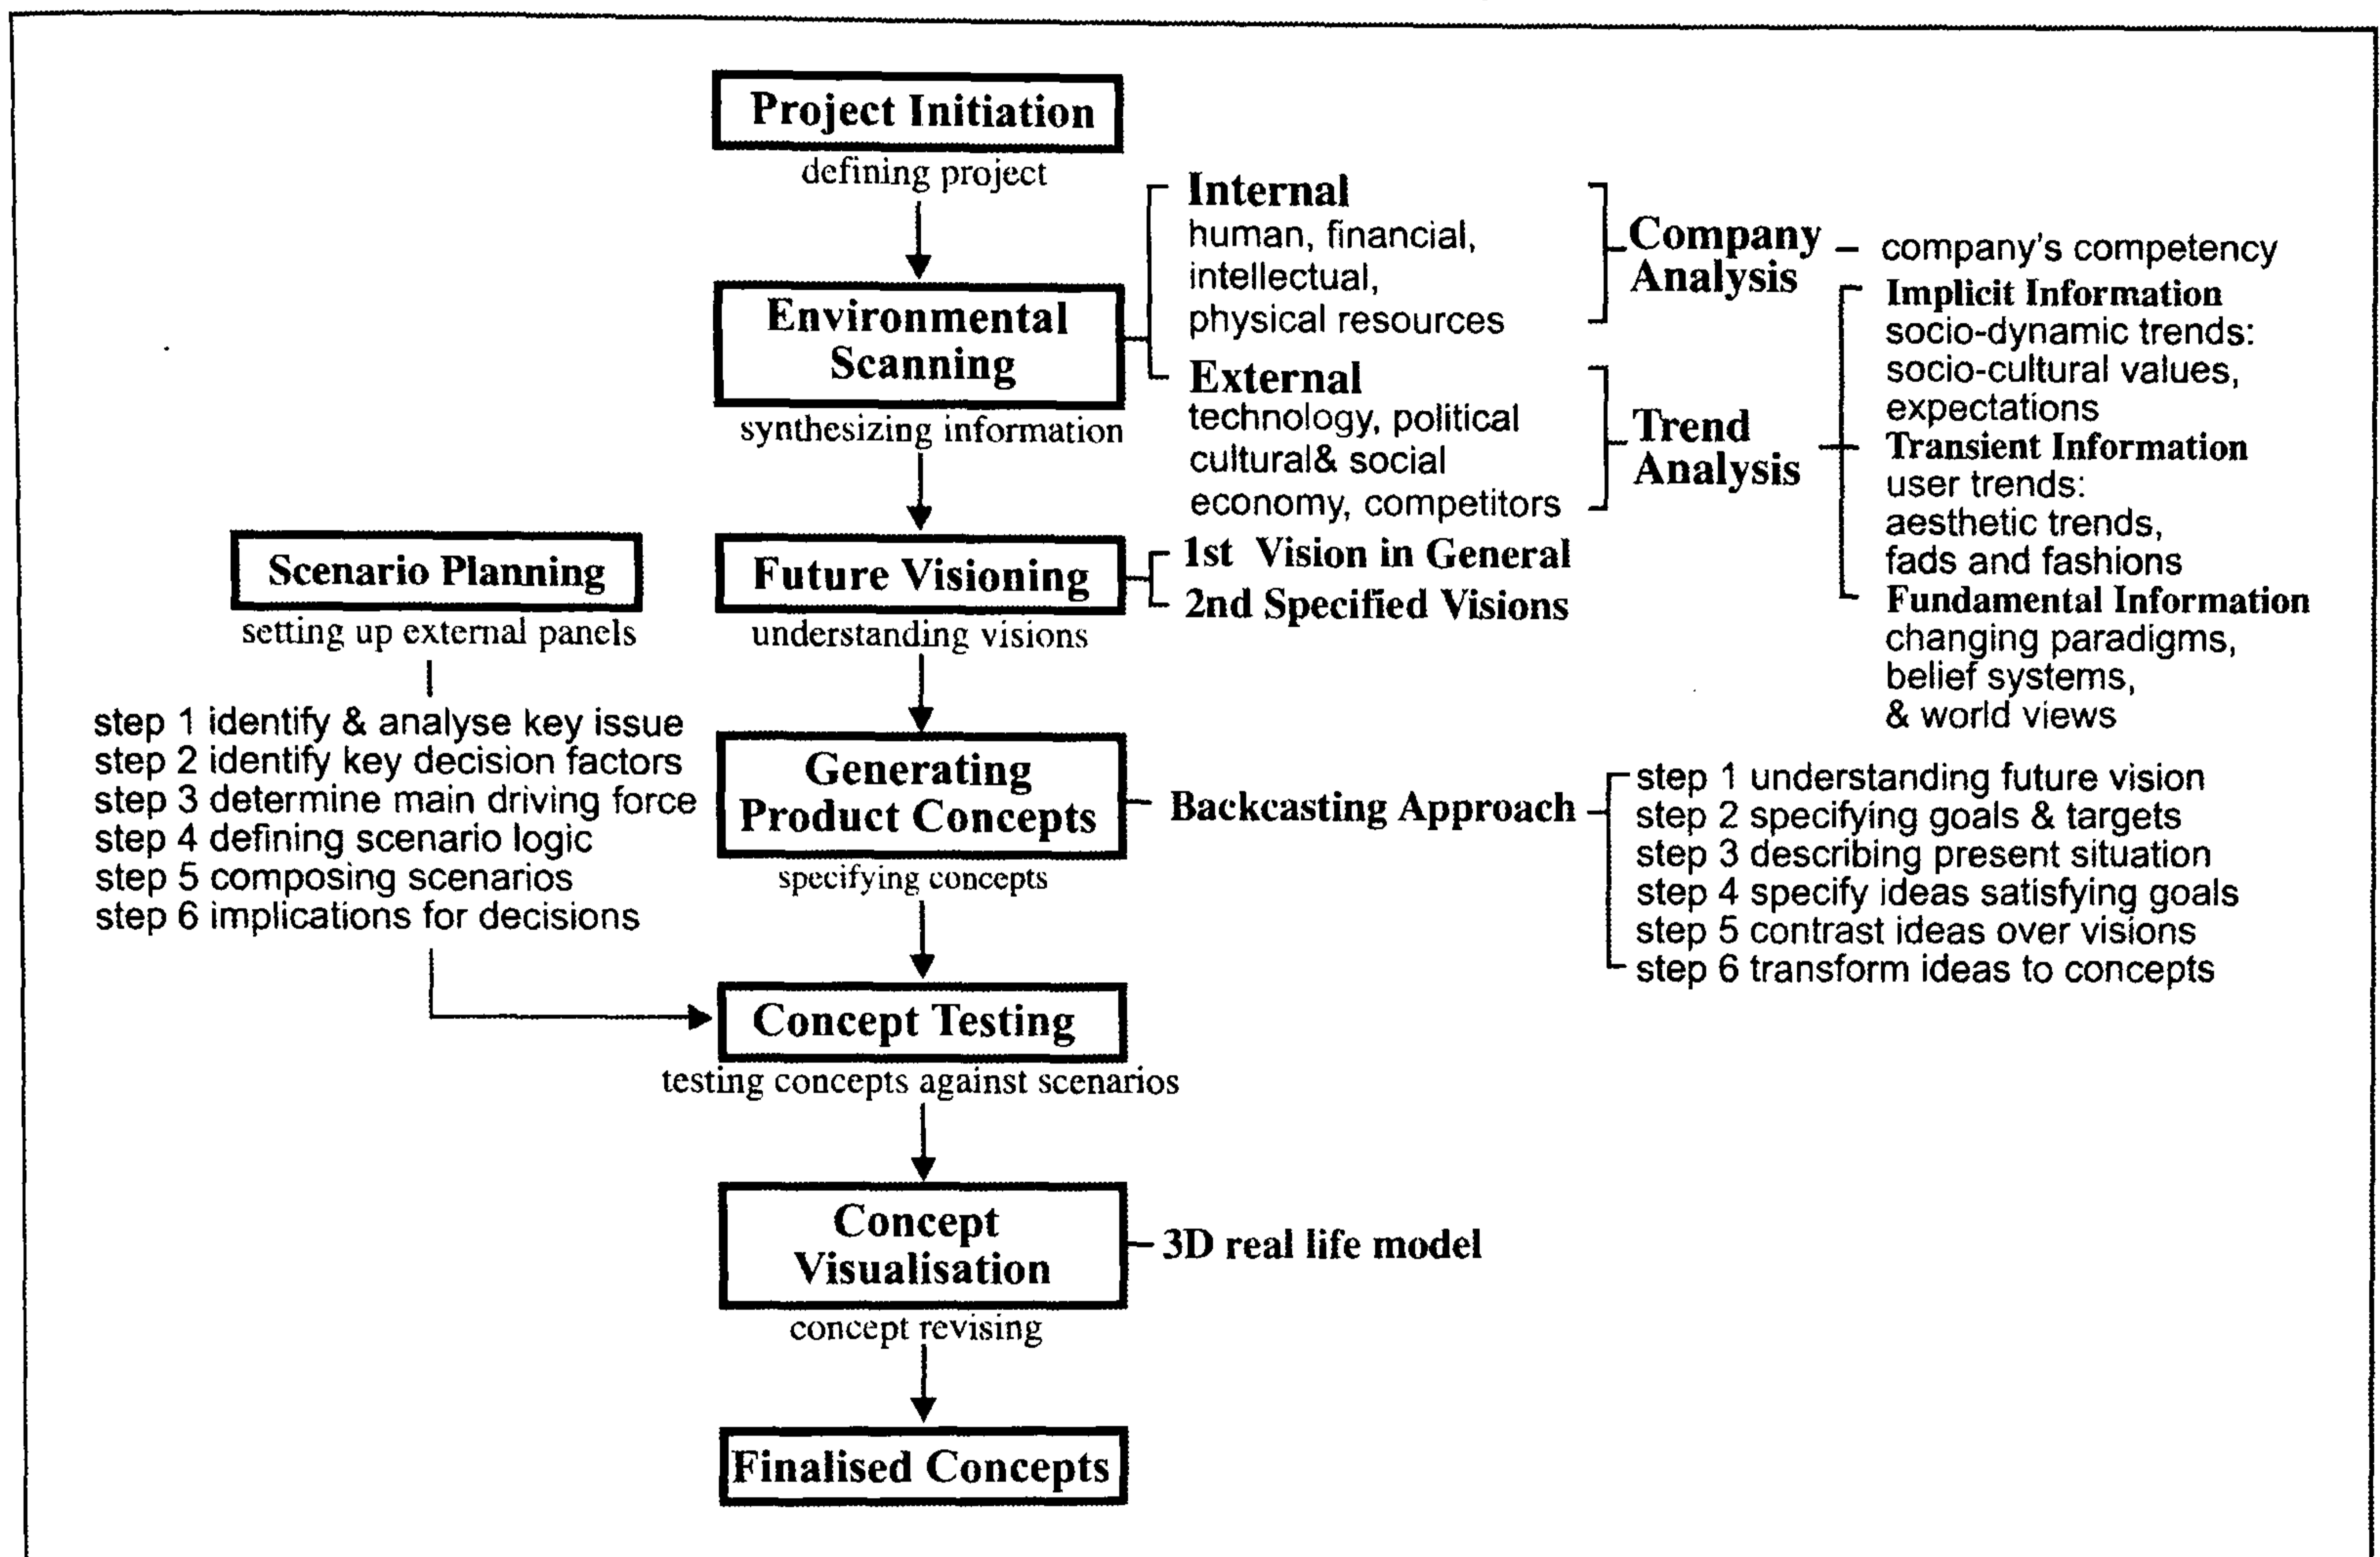 Project Initiation
defining project
Environmental
Scanning
synthesizing information
Internal
human, financial,
intellectual,
physical resources
External
technology, political
cultural& social
economy, competitors
Company
Analysis
company's competency
Trend
Analysis
Implicit Information
socio-dynamic trends:
socio-cultural values,
expectations
Transient Information
user trends:
aesthetic trends,
fads and fashions
Fundamental Information
changing paradigms,
belief systems,
& world views
Scenario Planning
setting up external panels
step 1 identify & analyse key issue
step 2 identify key decision factors
step 3 determine main driving force
step 4 defining scenario logic
step 5 composing scenarios
step 6 implications for decisions
Future Visioning
understanding visions
1st Vision in General
2nd Specified Visions
Generating
Product Concepts
specifying concepts
Backcasting Approach
step 1 understanding future vision
step 2 specifying goals & targets
step 3 describing present situation
step 4 specify ideas satisfying goals
step 5 contrast ideas over visions
step 6 transform ideas to concepts
Concept Testing
testing concepts against scenarios
Concept
Visualisation
concept revising
3D real life model
Finalised Concepts